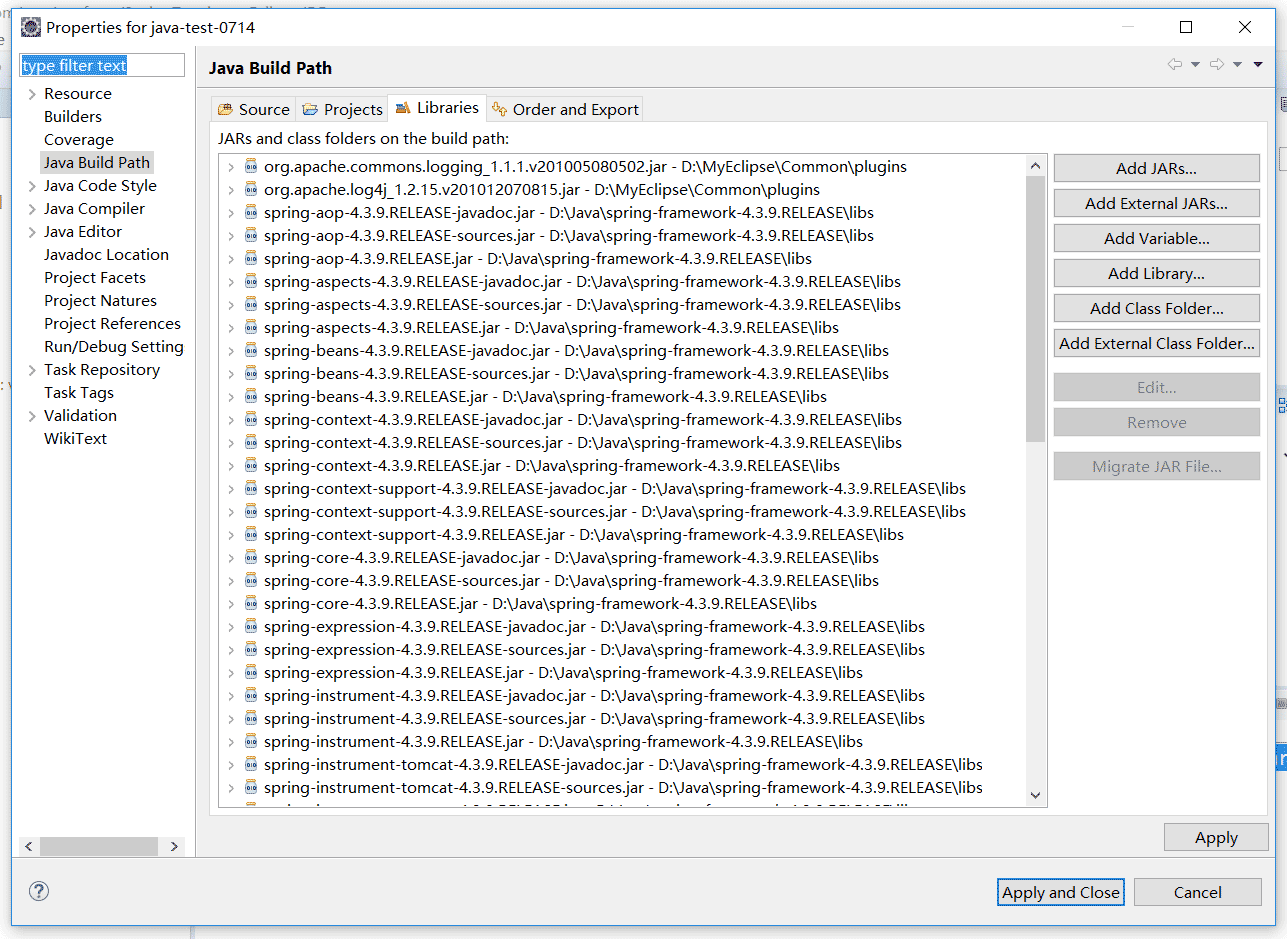 Properties for java-test-0714
type filter text
Resource
Builders
Coverage
Java Build Path
Java Code Style
Java Compiler
Java Editor
Javadoc Location
Project Facets
Project Natures
Project References
Run/Debug Setting
Task Repository
Task Tags
Validation
WikiText
Java Build Path
Source
Projects
Libraries
Order and Export
JARs and class folders on the build path:
org.apache.commons.logging_1.1.1.v201005080502.jar - D:\MyEclipse\Common\plugins
org.apache.log4j_1.2.15.v201012070815.jar - D:\MyEclipse\Common\plugins
spring-aop-4.3.9.RELEASE-javadoc.jar - D:\Java\spring-framework-4.3.9.RELEASE\libs
spring-aop-4.3.9.RELEASE-sources.jar - D:\Java\spring-framework-4.3.9.RELEASE\libs
spring-aop-4.3.9.RELEASE.jar - D:\Java\spring-framework-4.3.9.RELEASE\libs
spring-aspects-4.3.9.RELEASE-javadoc.jar - D:\Java\spring-framework-4.3.9.RELEASE\libs
spring-aspects-4.3.9.RELEASE-sources.jar - D:\Java\spring-framework-4.3.9.RELEASE\libs
spring-aspects-4.3.9.RELEASE.jar - D:\Java\spring-framework-4.3.9.RELEASE\libs
spring-beans-4.3.9.RELEASE-javadoc.jar - D:\Java\spring-framework-4.3.9.RELEASE\libs
spring-beans-4.3.9.RELEASE-sources.jar - D:\Java\spring-framework-4.3.9.RELEASE\libs
spring-beans-4.3.9.RELEASE.jar - D:\Java\spring-framework-4.3.9.RELEASE\libs
spring-context-4.3.9.RELEASE-javadoc.jar - D:\Java\spring-framework-4.3.9.RELEASE\libs
spring-context-4.3.9.RELEASE-sources.jar - D:\Java\spring-framework-4.3.9.RELEASE\libs
spring-context-4.3.9.RELEASE.jar - D:\Java\spring-framework-4.3.9.RELEASE\libs
spring-context-support-4.3.9.RELEASE-javadoc.jar - D:\Java\spring-framework-4.3.9.RELEASE\libs
spring-context-support-4.3.9.RELEASE-sources.jar - D:\Java\spring-framework-4.3.9.RELEASE\libs
spring-context-support-4.3.9.RELEASE.jar - D:\Java\spring-framework-4.3.9.RELEASE\libs
spring-core-4.3.9.RELEASE-javadoc.jar - D:\Java\spring-framework-4.3.9.RELEASE\libs
spring-core-4.3.9.RELEASE-sources.jar - D:\Java\spring-framework-4.3.9.RELEASE\libs
spring-core-4.3.9.RELEASE.jar - D:\Java\spring-framework-4.3.9.RELEASE\libs
spring-expression-4.3.9.RELEASE-javadoc.jar - D:\Java\spring-framework-4.3.9.RELEASE\libs
spring-expression-4.3.9.RELEASE-sources.jar - D:\Java\spring-framework-4.3.9.RELEASE\libs
spring-expression-4.3.9.RELEASE.jar - D:\Java\spring-framework-4.3.9.RELEASE\libs
spring-instrument-4.3.9.RELEASE-javadoc.jar - D:\Java\spring-framework-4.3.9.RELEASE\libs
spring-instrument-4.3.9.RELEASE-sources.jar - D:\Java\spring-framework-4.3.9.RELEASE\libs
spring-instrument-4.3.9.RELEASE.jar - D:\Java\spring-framework-4.3.9.RELEASE\libs
spring-instrument-tomcat-4.3.9.RELEASE-javadoc.jar - D:\Java\spring-framework-4.3.9.RELEASE\libs
spring-instrument-tomcat-4.3.9.RELEASE-sources.jar - D:\Java\spring-framework-4.3.9.RELEASE\libs
Add JARs...
Add External JARs...
Add Variable...
Add Library...
Add Class Folder...
Add External Class Folder...
Edit...
Remove
Migrate JAR File...
Apply
Apply and Close
Cancel